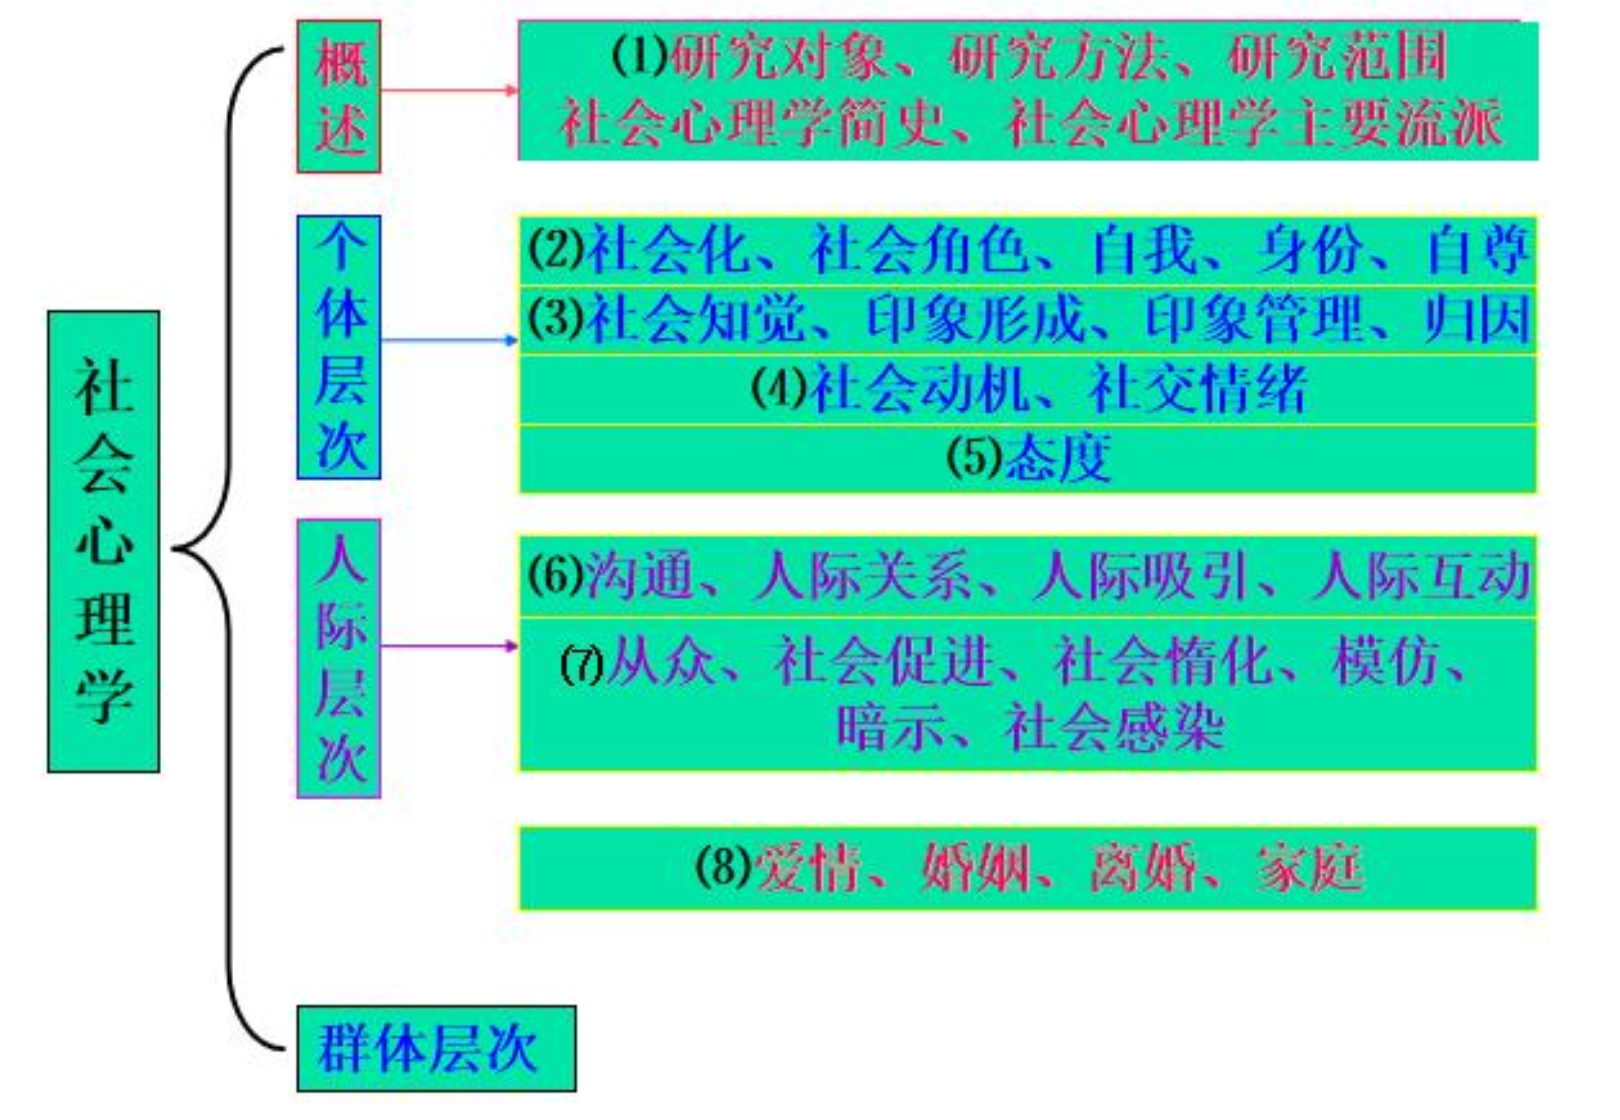 社会心理学
概述
(1)研究对象、研究方法、研究范围
社会心理学简史、社会心理学主要流派
个体层次
(2)社会化、社会角色、自我、身份、自尊
(3)社会知觉、印象形成、印象管理、归因
(4)社会动机、社交情绪
(5)态度
人际层次
(6)沟通、人际关系、人际吸引、人际互动
(7)从众、社会促进、社会惰化、模仿、
暗示、社会感染
(8)爱情、婚姻、离婚、家庭
群体层次